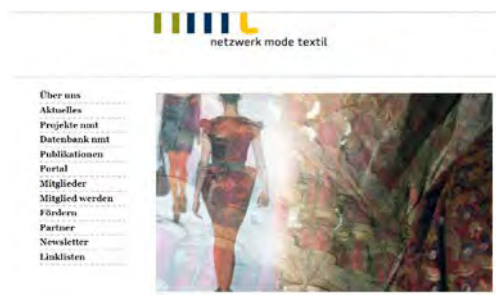 netzwerk mode textil
Über uns
Aktuelles
Projekte nmt
Datenbank nmt
Publikationen
Portal
Mitglieder
Mitglied werden
Fördern
Partner
Newsletter
Linklisten